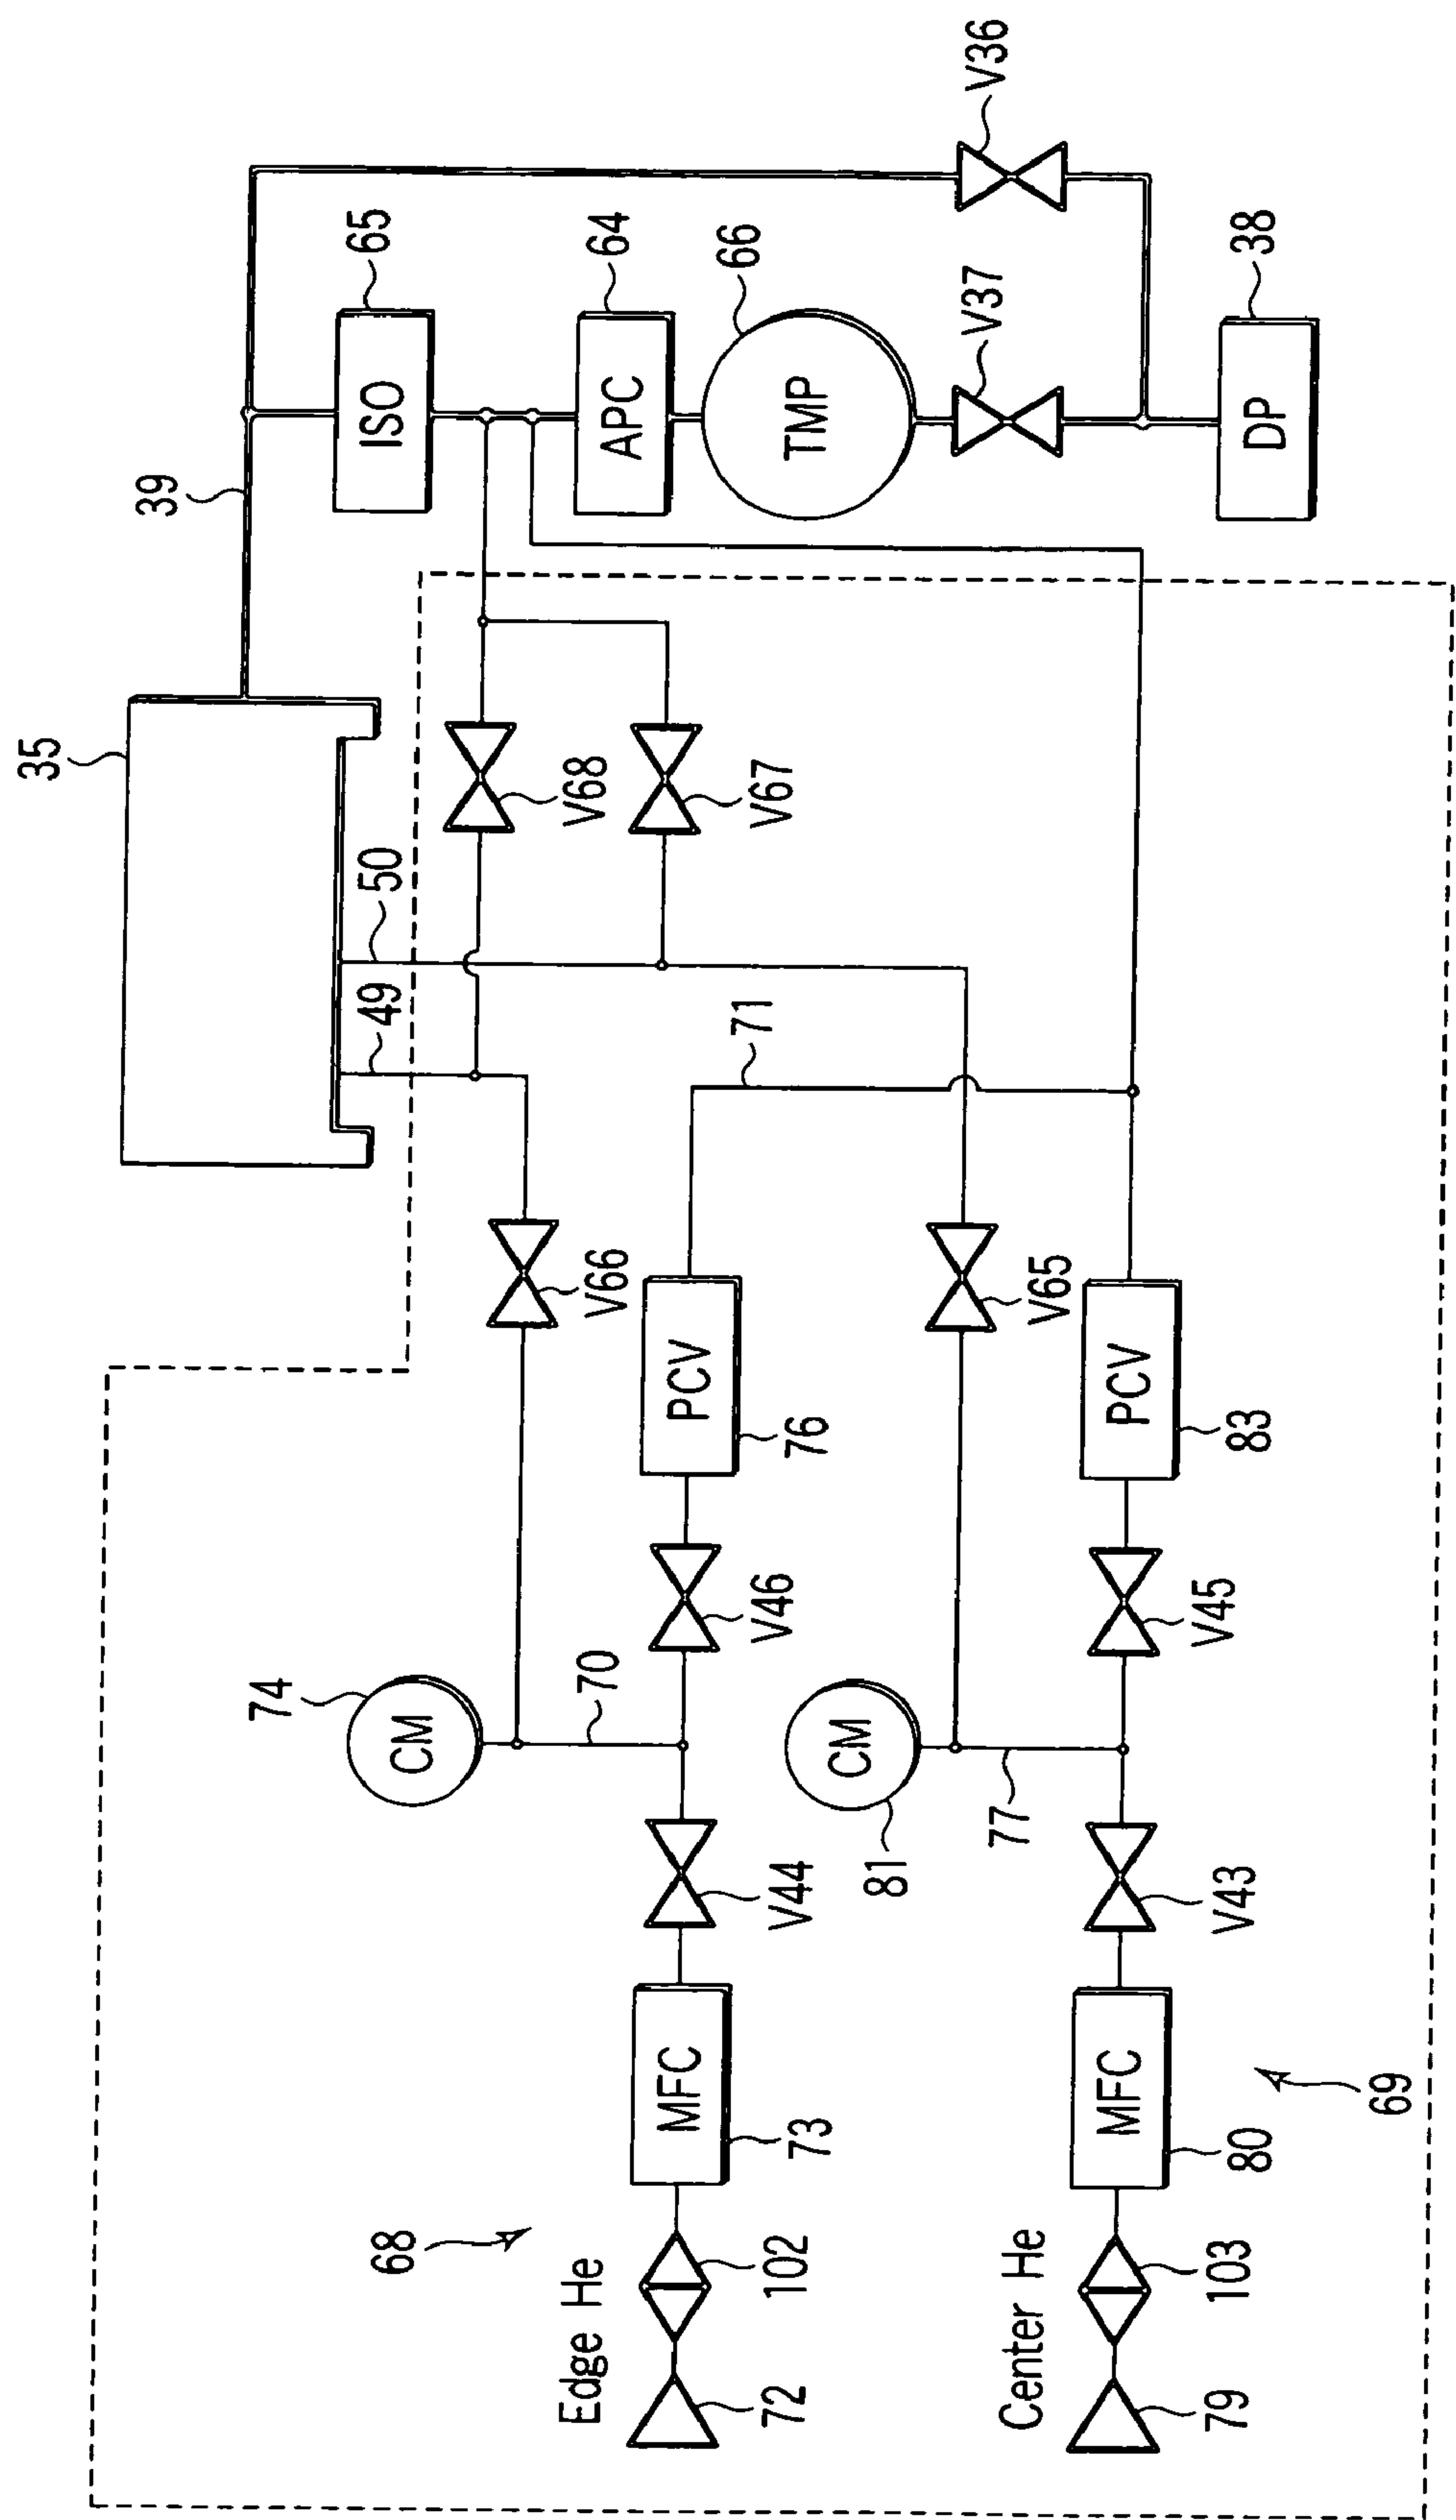 35
39
65
ISO
64
APC
66
TMP
V36
V37
38
DP
50
49
V68
V67
71
V66
PCV
76
V65
PCV
83
74
CM
70
V46
81
CM
77
V45
V44
V43
MFC
73
MFC
80
69
68
Edge He
102
72
Center He
103
79